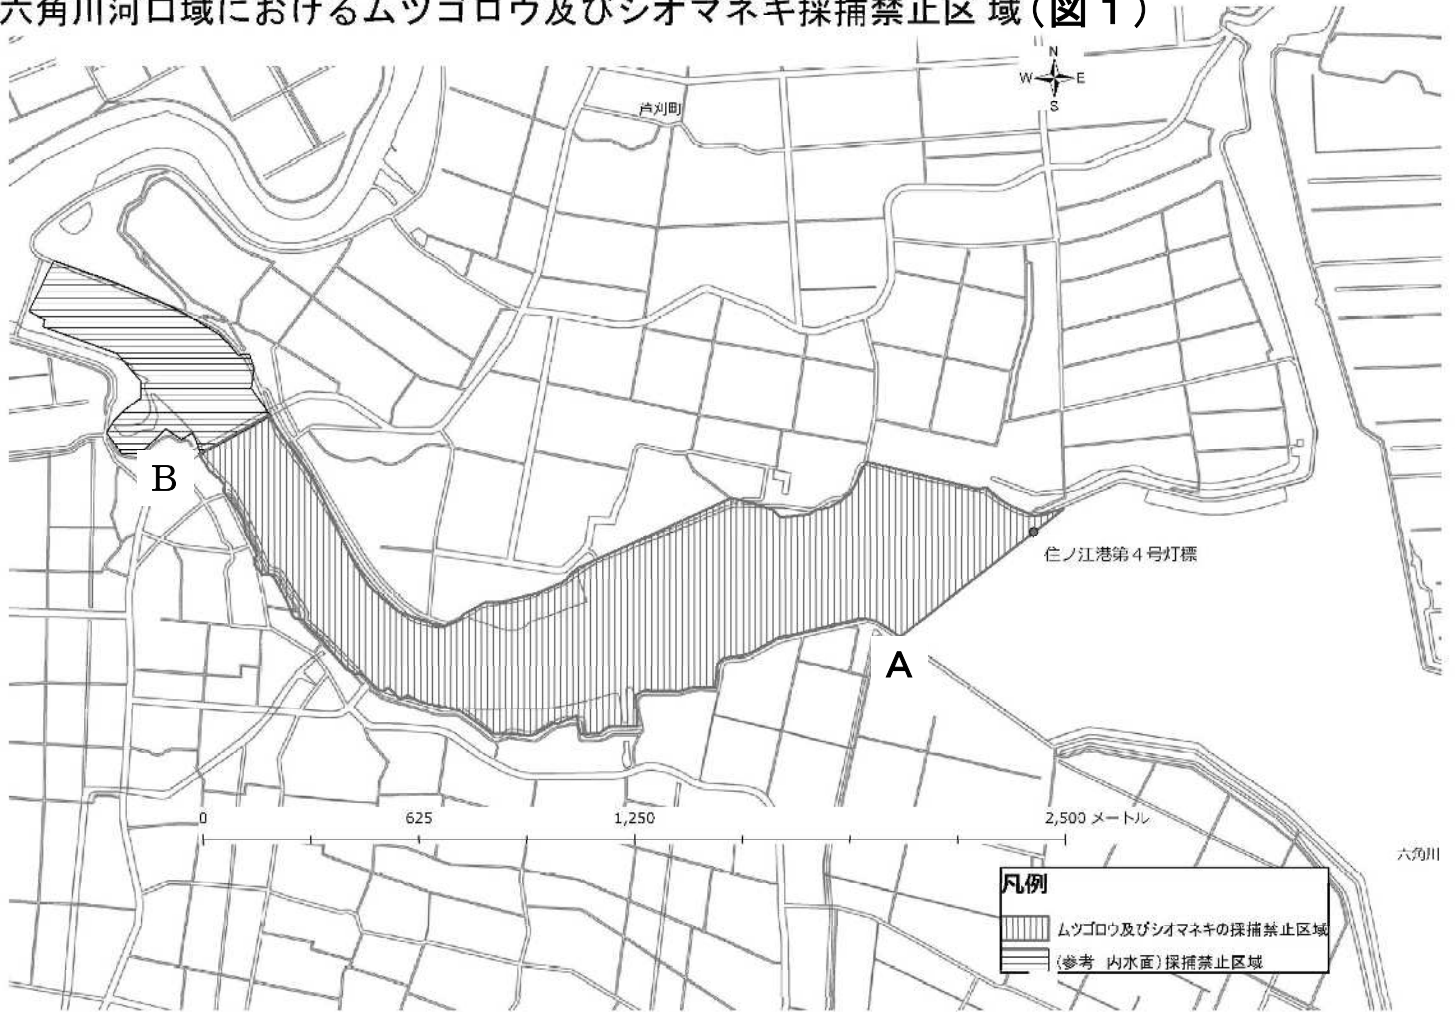 六角川河口域におけるムツゴロウ及びシオマネキ採捕禁止区 域(図1)
N
W E
S
芦刈町
B
住ノ江港第4号灯標
A
0 625 1,250 2,500 メートル
六角川
凡例
ムツゴロウ及びシオマネキの採捕禁止区域
(参考 内水面)採捕禁止区域